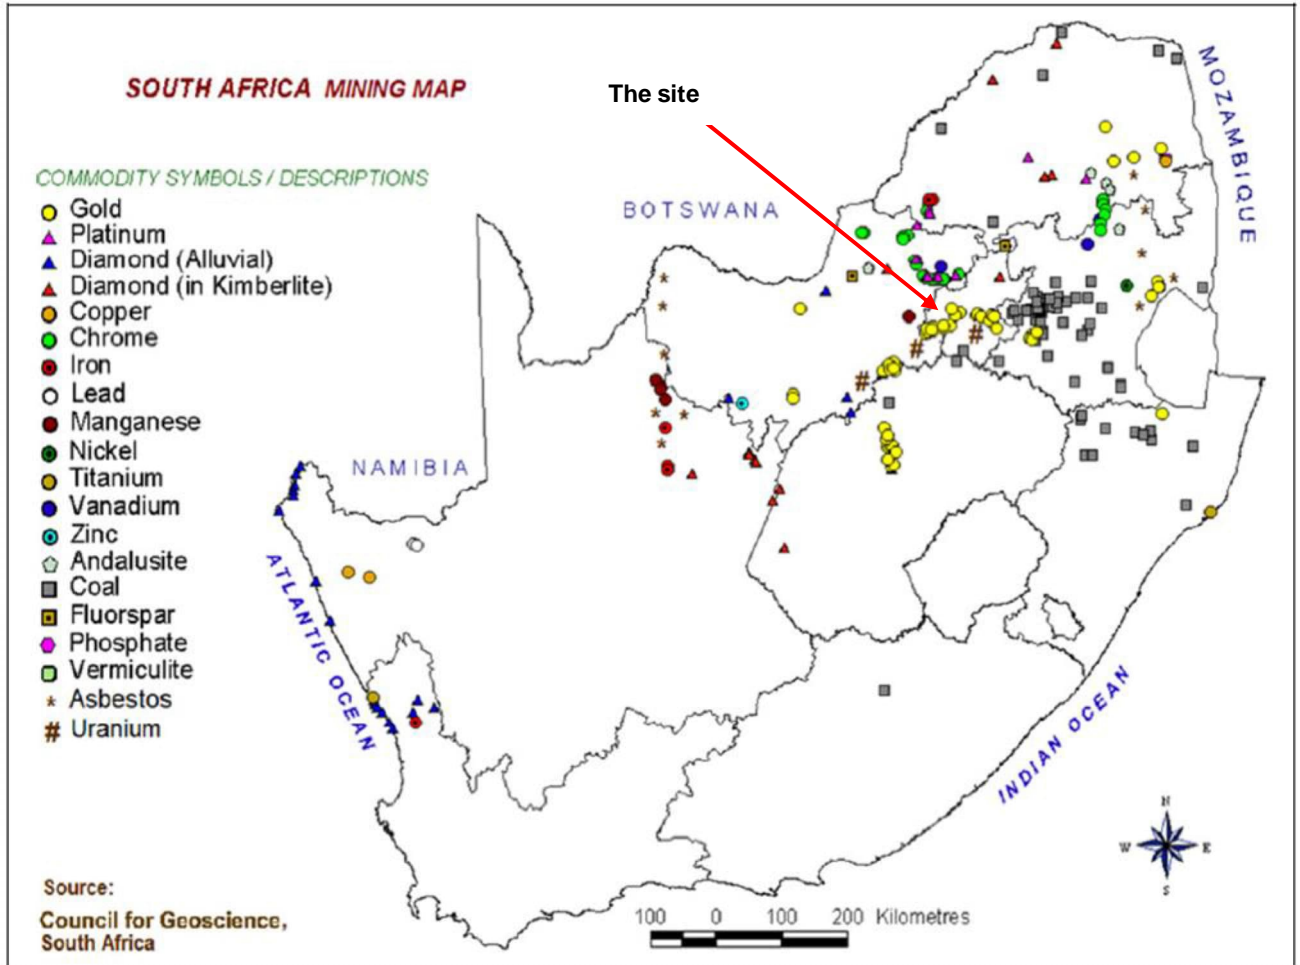 SOUTH AFRICA MINING MAP
The site
COMMODITY SYMBOLS / DESCRIPTIONS
Gold
Platinum
Diamond (Alluvial)
Diamond (in Kimberlite)
Copper
Chrome
Iron
Lead
Manganese
Nickel
Titanium
Vanadium
Zinc
Andalusite
Coal
Fluorspar
Phosphate
Vermiculite
Asbestos
Uranium
BOTSWANA
MOZAMBIQUE
NAMIBIA
ATLANTIC OCEAN
INDIAN OCEAN
N
W E
S
Source:
Council for Geoscience,
South Africa
100 0 100 200 Kilometres